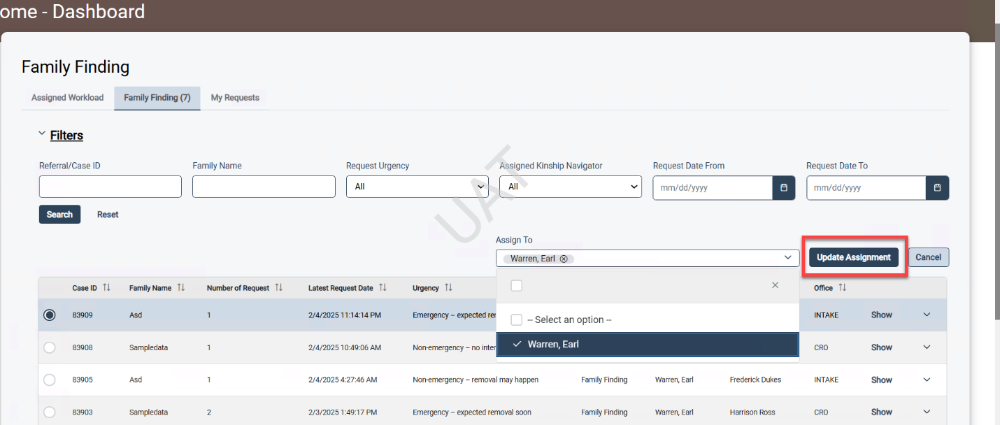 ome - Dashboard
Family Finding
Assigned Workload Family Finding (7) My Requests
Filters
Referral/Case ID Family Name Request Urgency Assigned Kinship Navigator Request Date From Request Date To
All All mm/dd/yyyy mm/dd/yyyy
Search Reset
UAT
Assign To
Warren, Earl Update Assignment Cancel
Case ID Family Name Number of Request Latest Request Date Urgency Office
83909 Asd 1 2/4/2025 11:14:14 PM Emergency – expected rer INTAKE Show
-- Select an option --
Warren, Earl
83908 Sampledata 1 2/4/2025 10:49:06 AM Non-emergency – no inter CRO Show
83905 Asd 1 2/4/2025 4:27:46 AM Non-emergency – removal may happen Family Finding Warren, Earl Frederick Dukes INTAKE Show
83903 Sampledata 2 2/3/2025 1:49:17 PM Emergency – expected removal soon Family Finding Warren, Earl Harrison Ross CRO Show